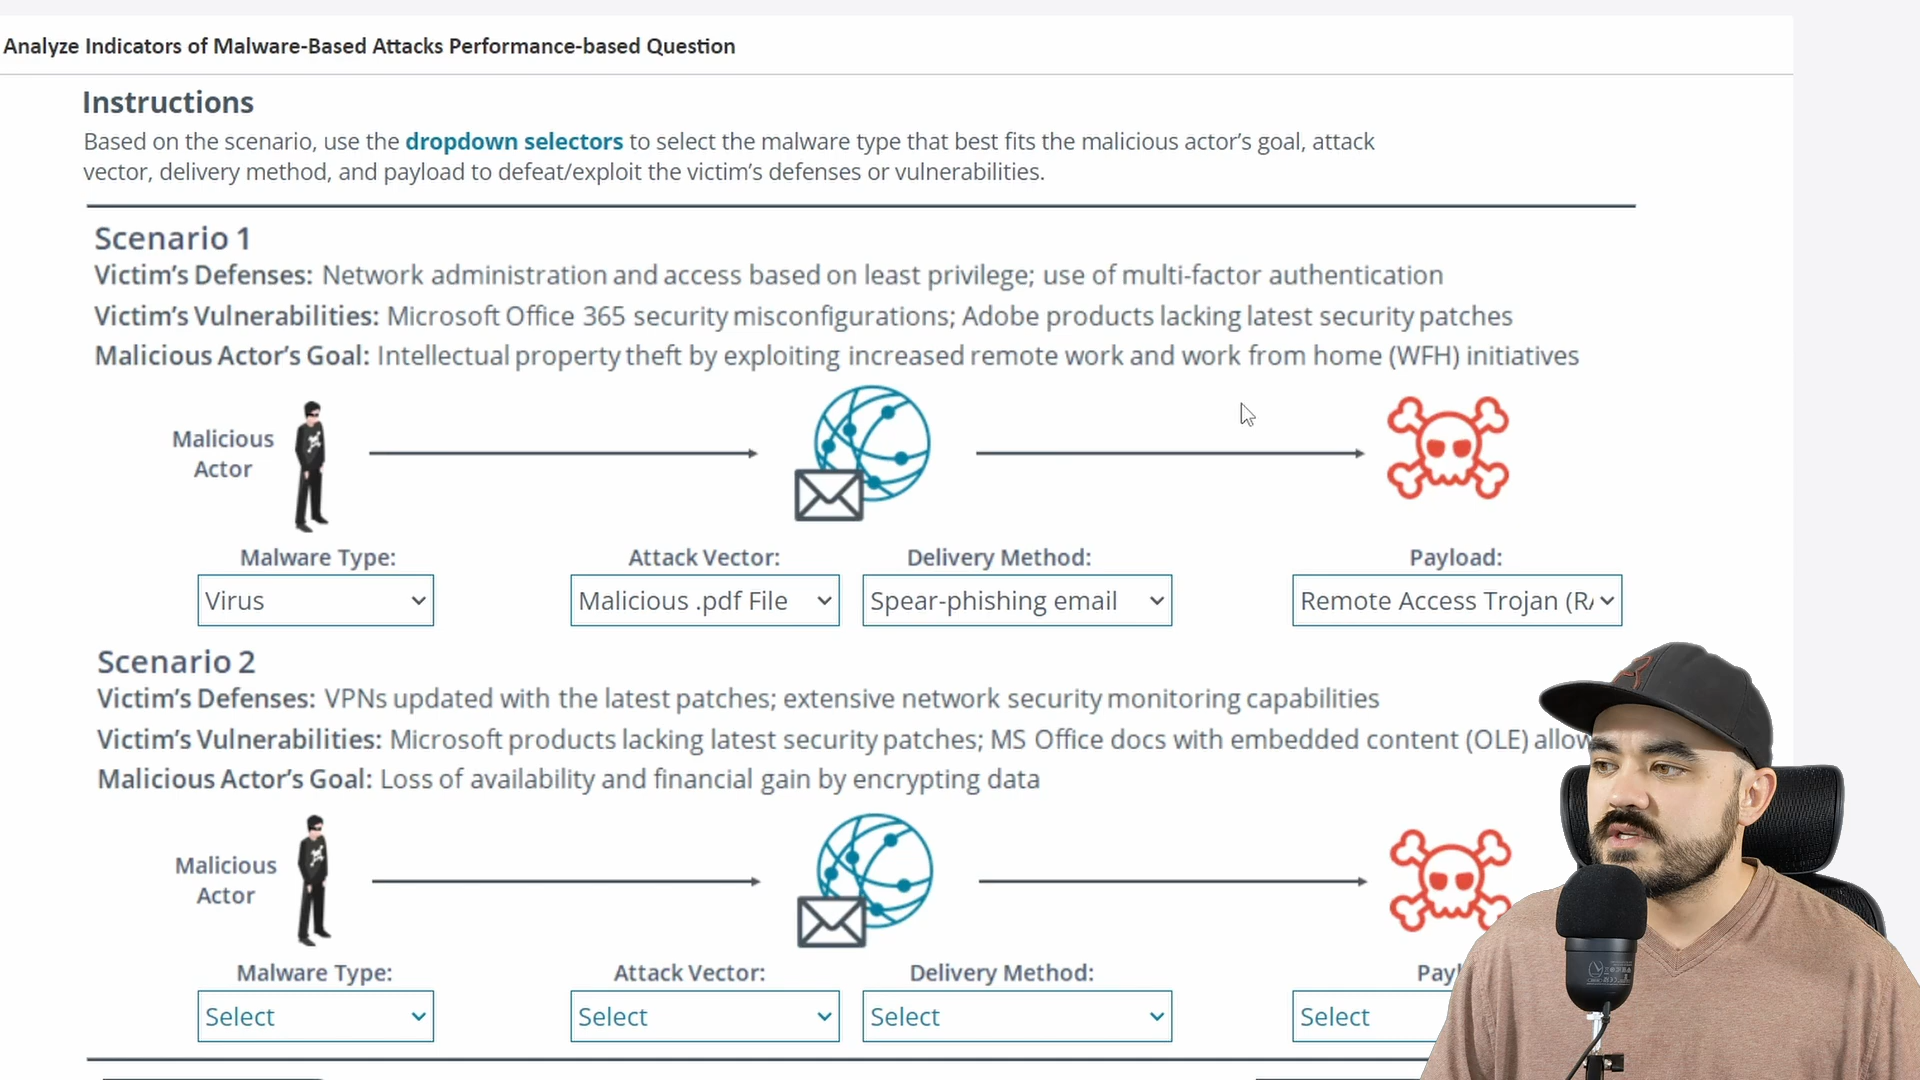 Analyze Indicators of Malware-Based Attacks Performance-based Question
Instructions
Based on the scenario, use the dropdown selectors to select the malware type that best fits the malicious actor's goal, attack
vector, delivery method, and payload to defeat/exploit the victim's defenses or vulnerabilities.
Scenario 1
Victim's Defenses: Network administration and access based on least privilege; use of multi-factor authentication
Victim's Vulnerabilities: Microsoft Office 365 security misconfigurations; Adobe products lacking latest security patches
Malicious Actor's Goal: Intellectual property theft by exploiting increased remote work and work from home (WFH) initiatives
Malicious
Actor
Malware Type: Attack Vector: Delivery Method: Payload:
Virus Malicious .pdf File Spear-phishing email Remote Access Trojan (RA
Scenario 2
Victim's Defenses: VPNs updated with the latest patches; extensive network security monitoring capabilities
Victim's Vulnerabilities: Microsoft products lacking latest security patches; MS Office docs with embedded content (OLE) allow
Malicious Actor's Goal: Loss of availability and financial gain by encrypting data
Malicious
Actor
Malware Type: Attack Vector: Delivery Method: Payl
Select Select Select Select